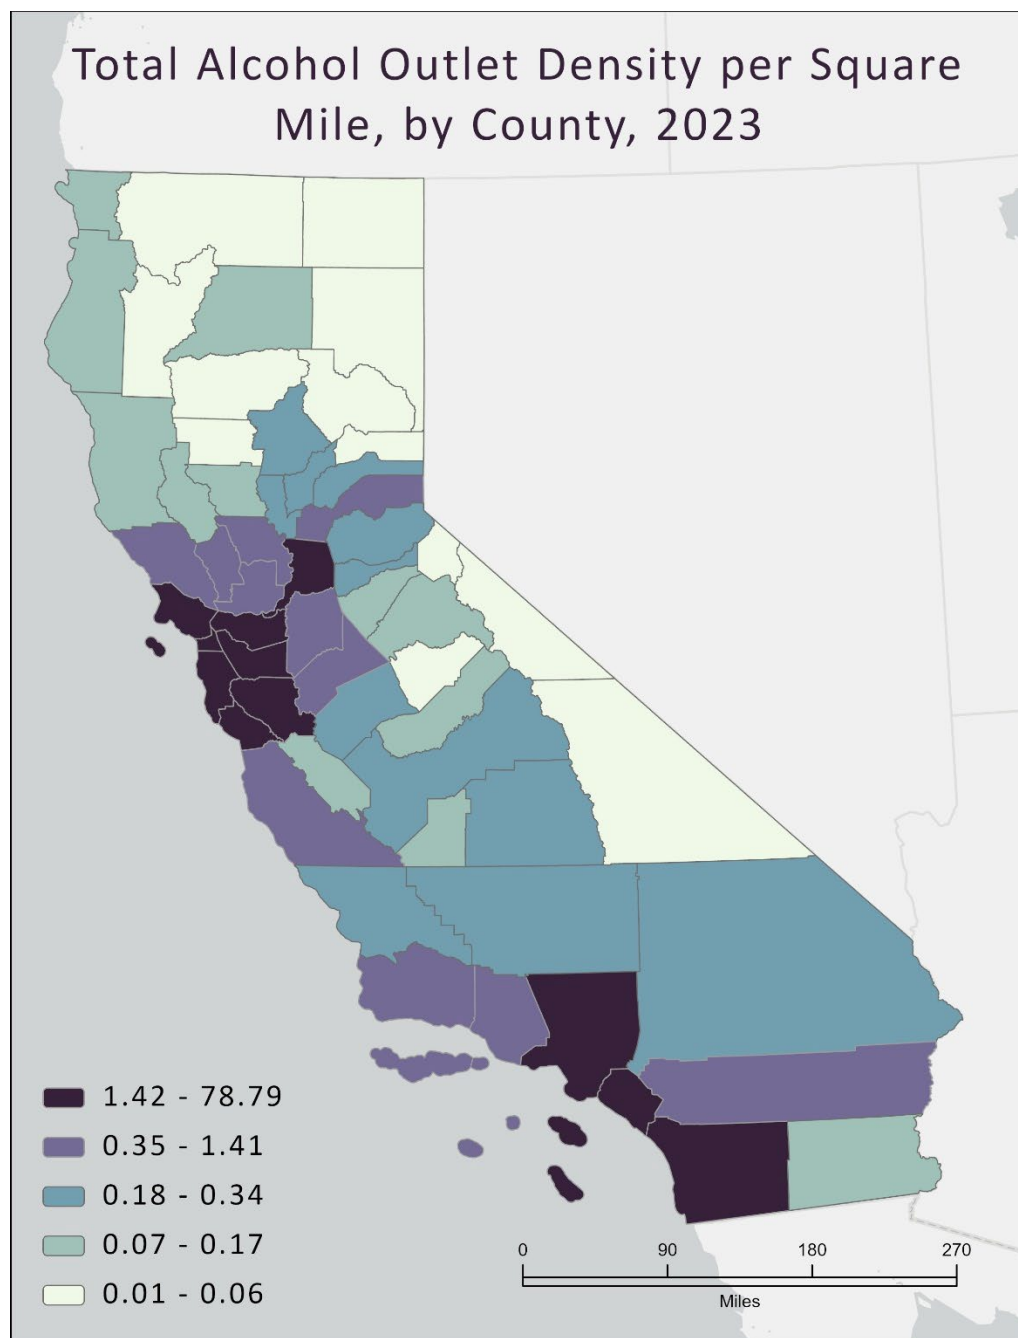 Total Alcohol Outlet Density per Square
Mile, by County, 2023
1.42 - 78.79
0.35 - 1.41
0.18 - 0.34
0.07 - 0.17
0.01 - 0.06
0 90 180 270
Miles